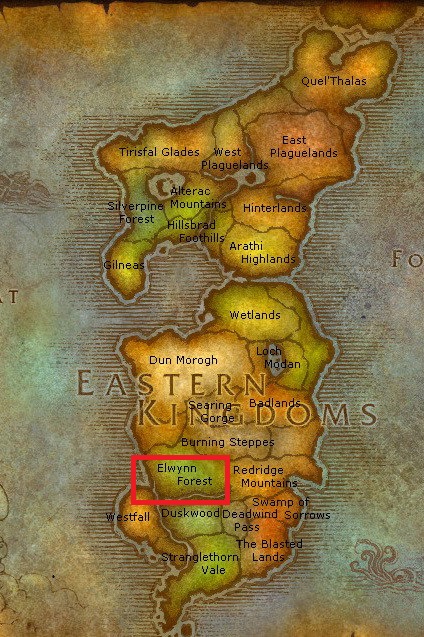 Quel'Thalas
East
Plaguelands
West
Plaguelands
Tirisfal Glades
Alterac
Mountains
Silverpine
Forest
Hinterlands
Hillsbrad
Foothills
Arathi
Highlands
Gilneas
Fo
AT
Wetlands
Loch
Modan
Dun Morogh
EASTERN
KINGDOMS
Badlands
Searing
Gorge
Burning Steppes
Elwynn
Forest
Redridge
Mountains
Swamp of
Sorrows
Westfall
Duskwood
Deadwind
Pass
The Blasted
Lands
Stranglethorn
Vale